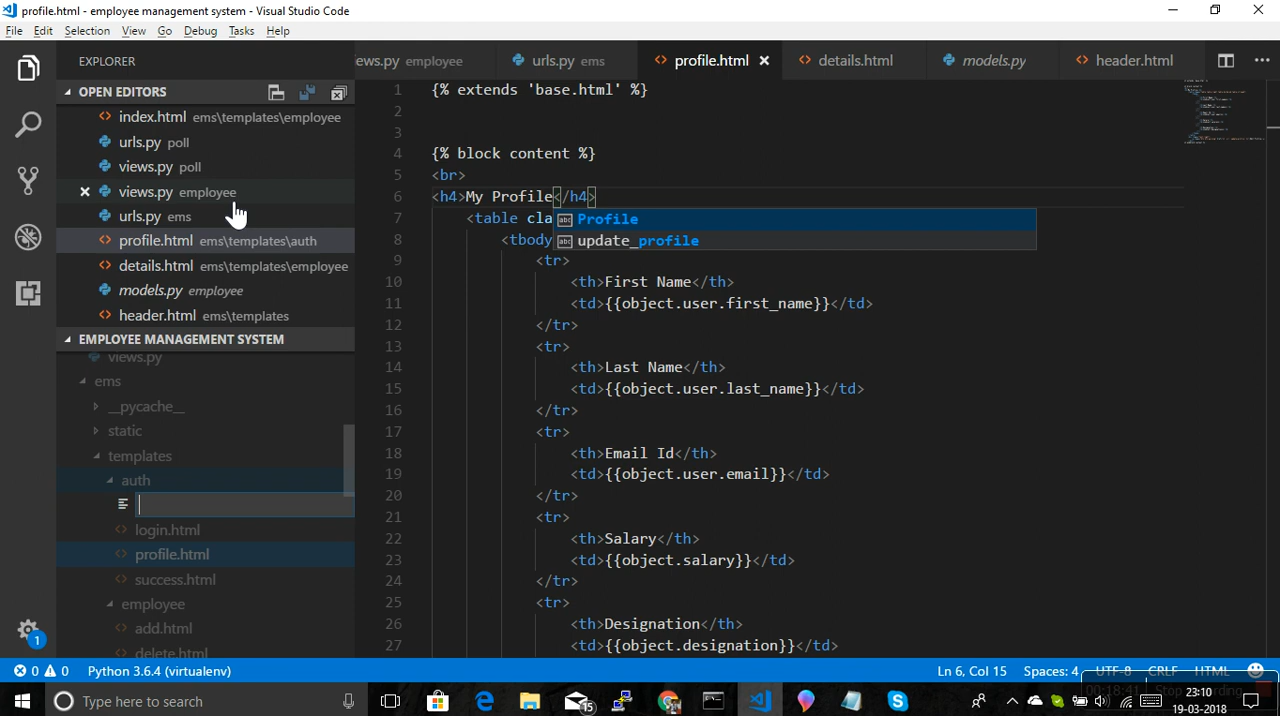 profile.html - employee management system - Visual Studio Code
File Edit Selection View Go Debug Tasks Help
EXPLORER
ews.py employee
urls.py ems
profile.html
details.html
models.py
header.html
OPEN EDITORS
index.html ems\templates\employee
urls.py poll
views.py poll
views.py employee
urls.py ems
profile.html ems\templates\auth
details.html ems\templates\employee
models.py employee
header.html ems\templates
EMPLOYEE MANAGEMENT SYSTEM
views.py
ems
__pycache__
static
templates
auth
login.html
profile.html
success.html
employee
add.html
delete.html
1 {% extends 'base.html' %}
2
3
4 {% block content %}
5 <br>
6 <h4>My Profile</h4>
7 <table cla
Profile
8 <tbody
update_profile
9 <tr>
10 <th>First Name</th>
11 <td>{{object.user.first_name}}</td>
12 </tr>
13 <tr>
14 <th>Last Name</th>
15 <td>{{object.user.last_name}}</td>
16 </tr>
17 <tr>
18 <th>Email Id</th>
19 <td>{{object.user.email}}</td>
20 </tr>
21 <tr>
22 <th>Salary</th>
23 <td>{{object.salary}}</td>
24 </tr>
25 <tr>
26 <th>Designation</th>
27 <td>{{object.designation}}</td>
1
0 0 Python 3.6.4 (virtualenv)
Ln 6, Col 15 Spaces: 4 UTF-8 CRLF HTML
Type here to search
15
00:18:41 Stop Recording
23:10
19-03-2018